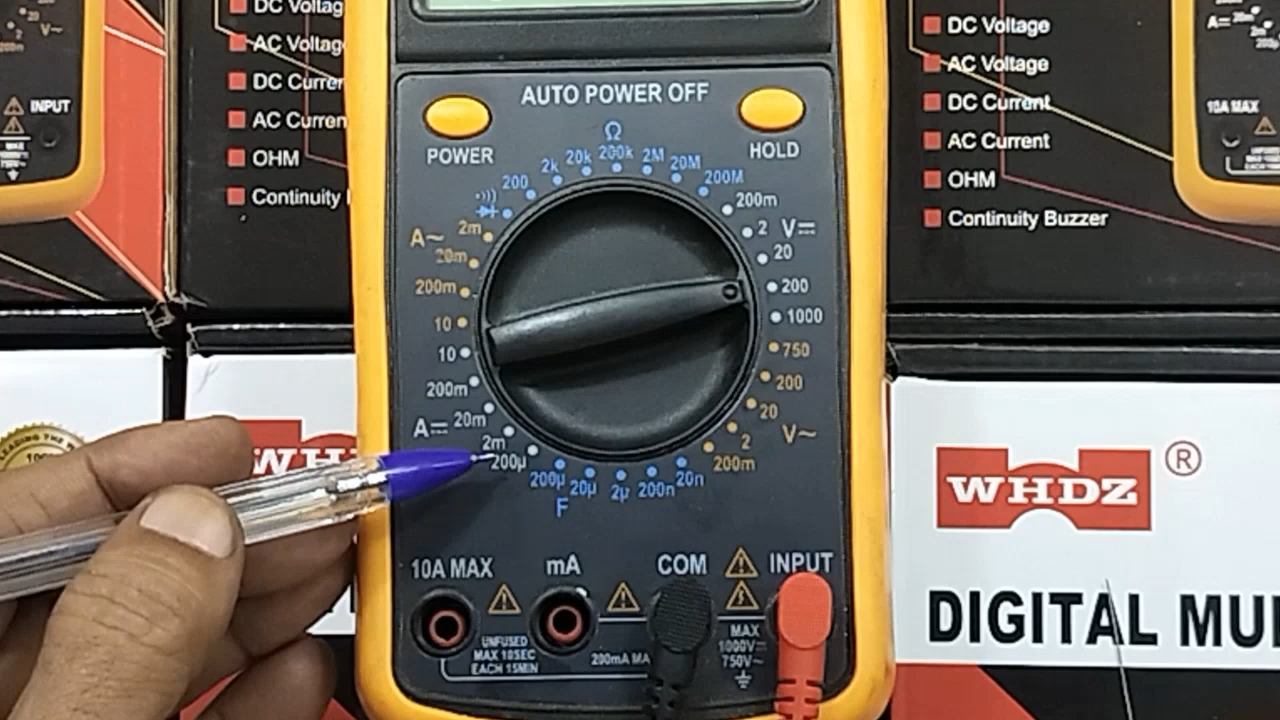 DC Voltage
AC Voltage
DC Current
AC Curren
OHM
Continuity
INPUT
AUTO POWER OFF
POWER
HOLD
Ω
200 2k 20k 200k 2M 20M 200M
A~
2m
20m
200m
10
10
200m
20m
2m
200µ
A⎓
200m
2 V⎓
20
200
1000
750
200
20
2 V~
200m
200µ 20µ 2µ 200n 20n
F
10A MAX mA COM INPUT
UNFUSED
MAX 10SEC
EACH 15MIN
200mA MA
MAX
1000V⎓
750V~
DC Voltage
AC Voltage
DC Current
AC Current
OHM
Continuity Buzzer
10A MAX
WHDZ ®
DIGITAL MU